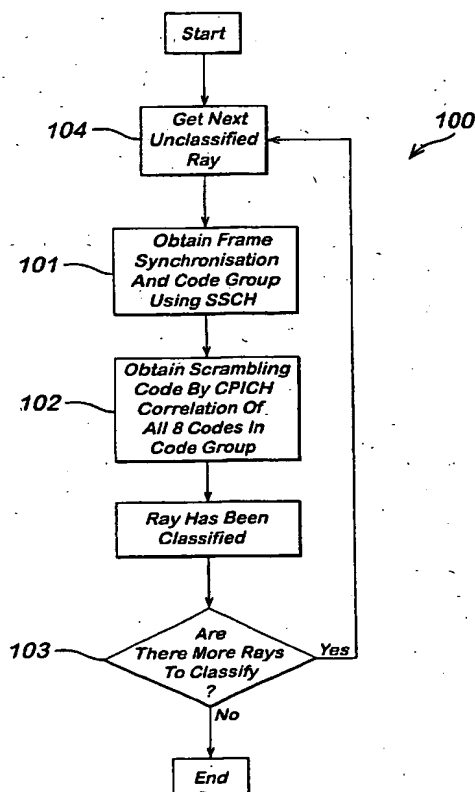 Start
104
Get Next
Unclassified
Ray
100
101
Obtain Frame
Synchronisation
And Code Group
Using SSCH
102
Obtain Scrambling
Code By CPICH
Correlation Of
All 8 Codes In
Code Group
Ray Has Been
Classified
103
Are
There More Rays
To Classify
?
Yes
No
End